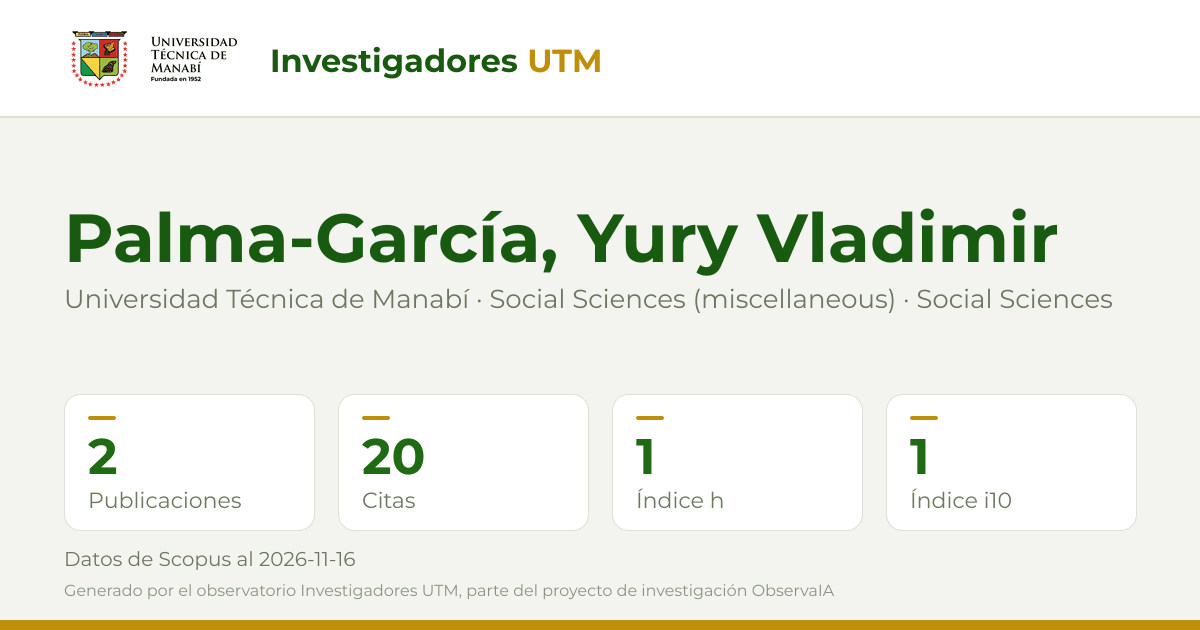 UNIVERSIDAD
TÉCNICA DE
MANABÍ
Fundada en 1952
Investigadores UTM
Palma-García, Yury Vladimir
Universidad Técnica de Manabí · Social Sciences (miscellaneous) · Social Sciences
2
Publicaciones
20
Citas
1
Índice h
1
Índice i10
Datos de Scopus al 2026-11-16
Generado por el observatorio Investigadores UTM, parte del proyecto de investigación ObservaIA